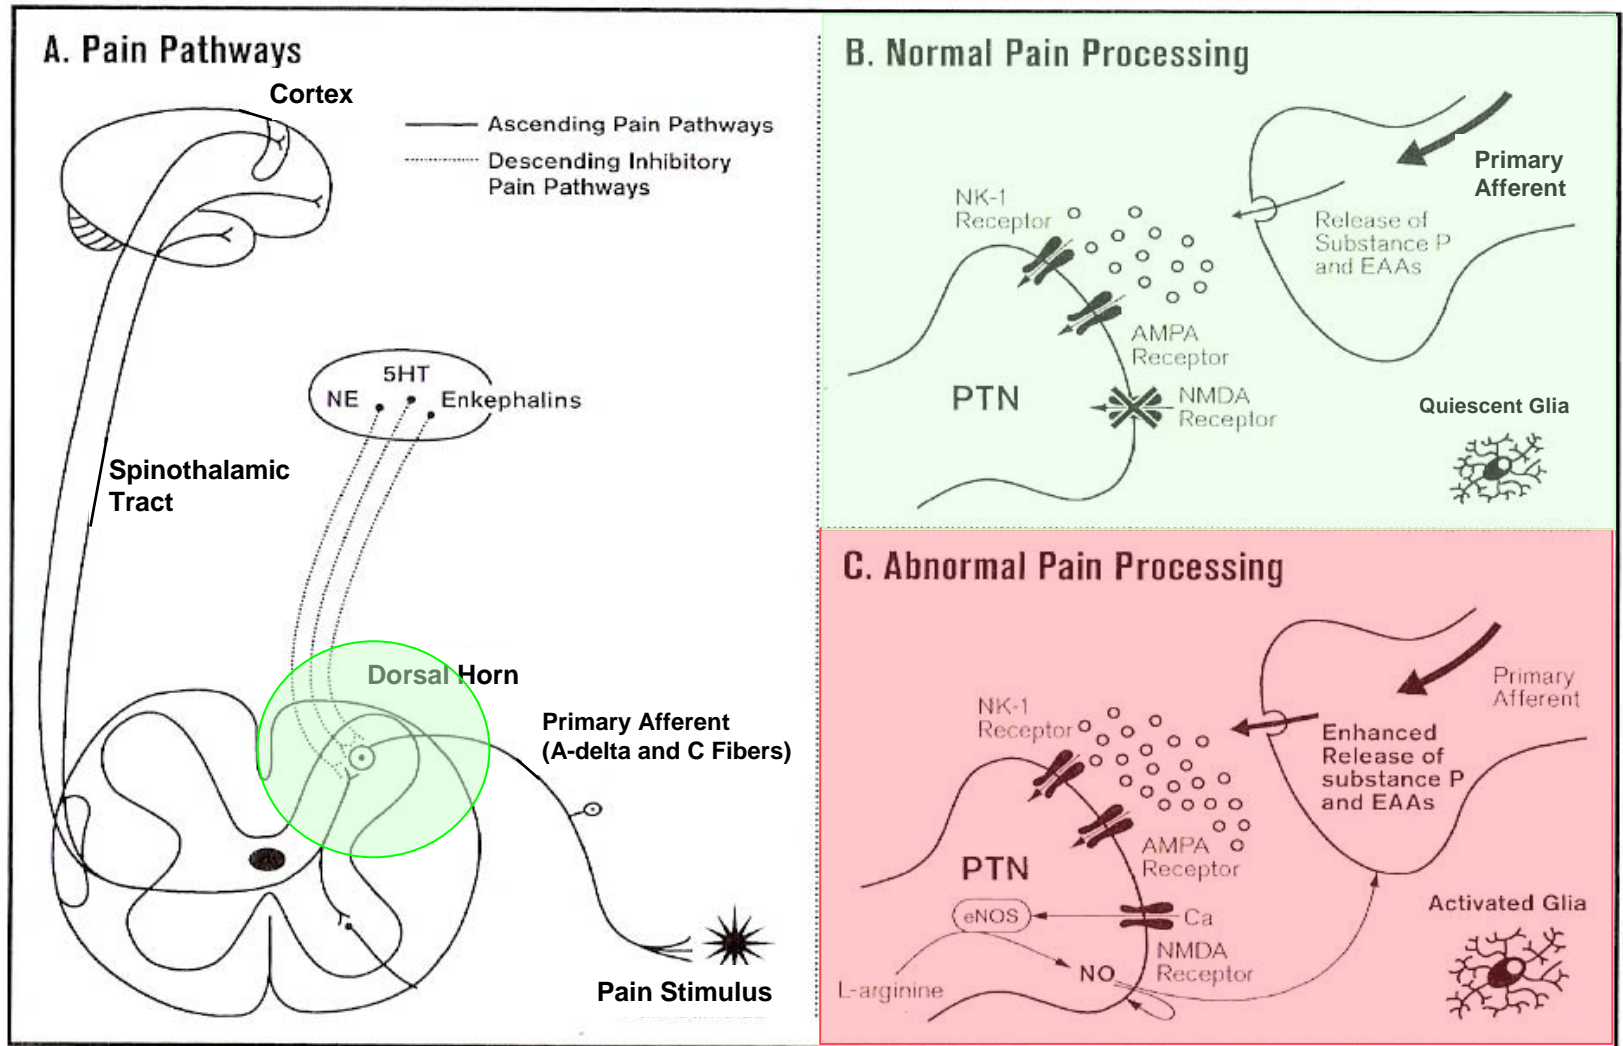 A. Pain Pathways
Cortex
Ascending Pain Pathways
Descending Inhibitory
Pain Pathways
5HT
NE
Enkephalins
Spinothalamic
Tract
Dorsal Horn
Primary Afferent
(A-delta and C Fibers)
Pain Stimulus
B. Normal Pain Processing
Primary
Afferent
NK-1
Receptor
Release of
Substance P
and EAAs
AMPA
Receptor
PTN
NMDA
Receptor
Quiescent Glia
C. Abnormal Pain Processing
Primary
Afferent
NK-1
Receptor
Enhanced
Release of
substance P
and EAAs
AMPA
Receptor
PTN
eNOS
Ca
NMDA
Receptor
NO
L-arginine
Activated Glia